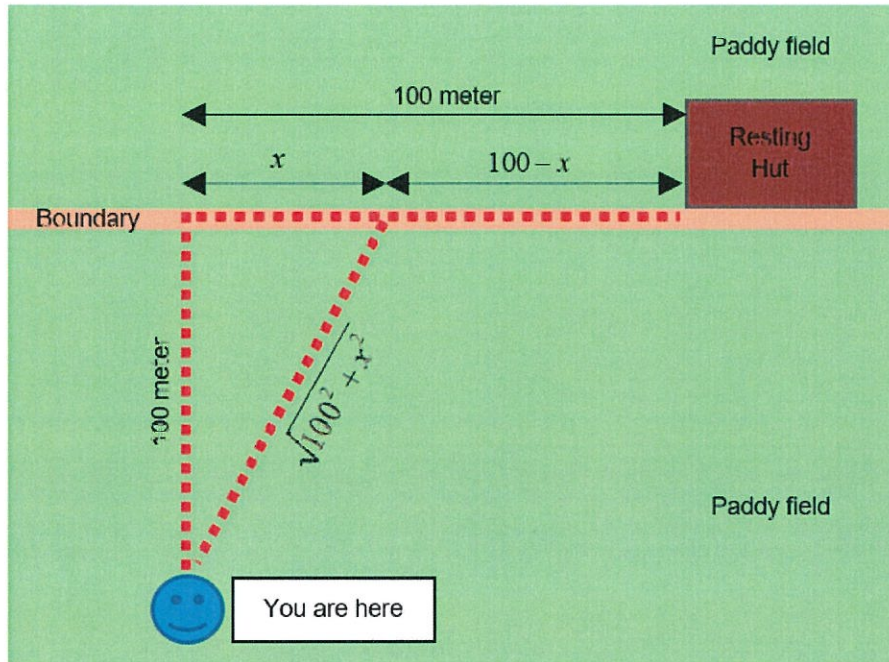 Paddy field
100 meter
Resting
Hut
x
100 − x
Boundary
100 meter
√100² + x²
Paddy field
You are here